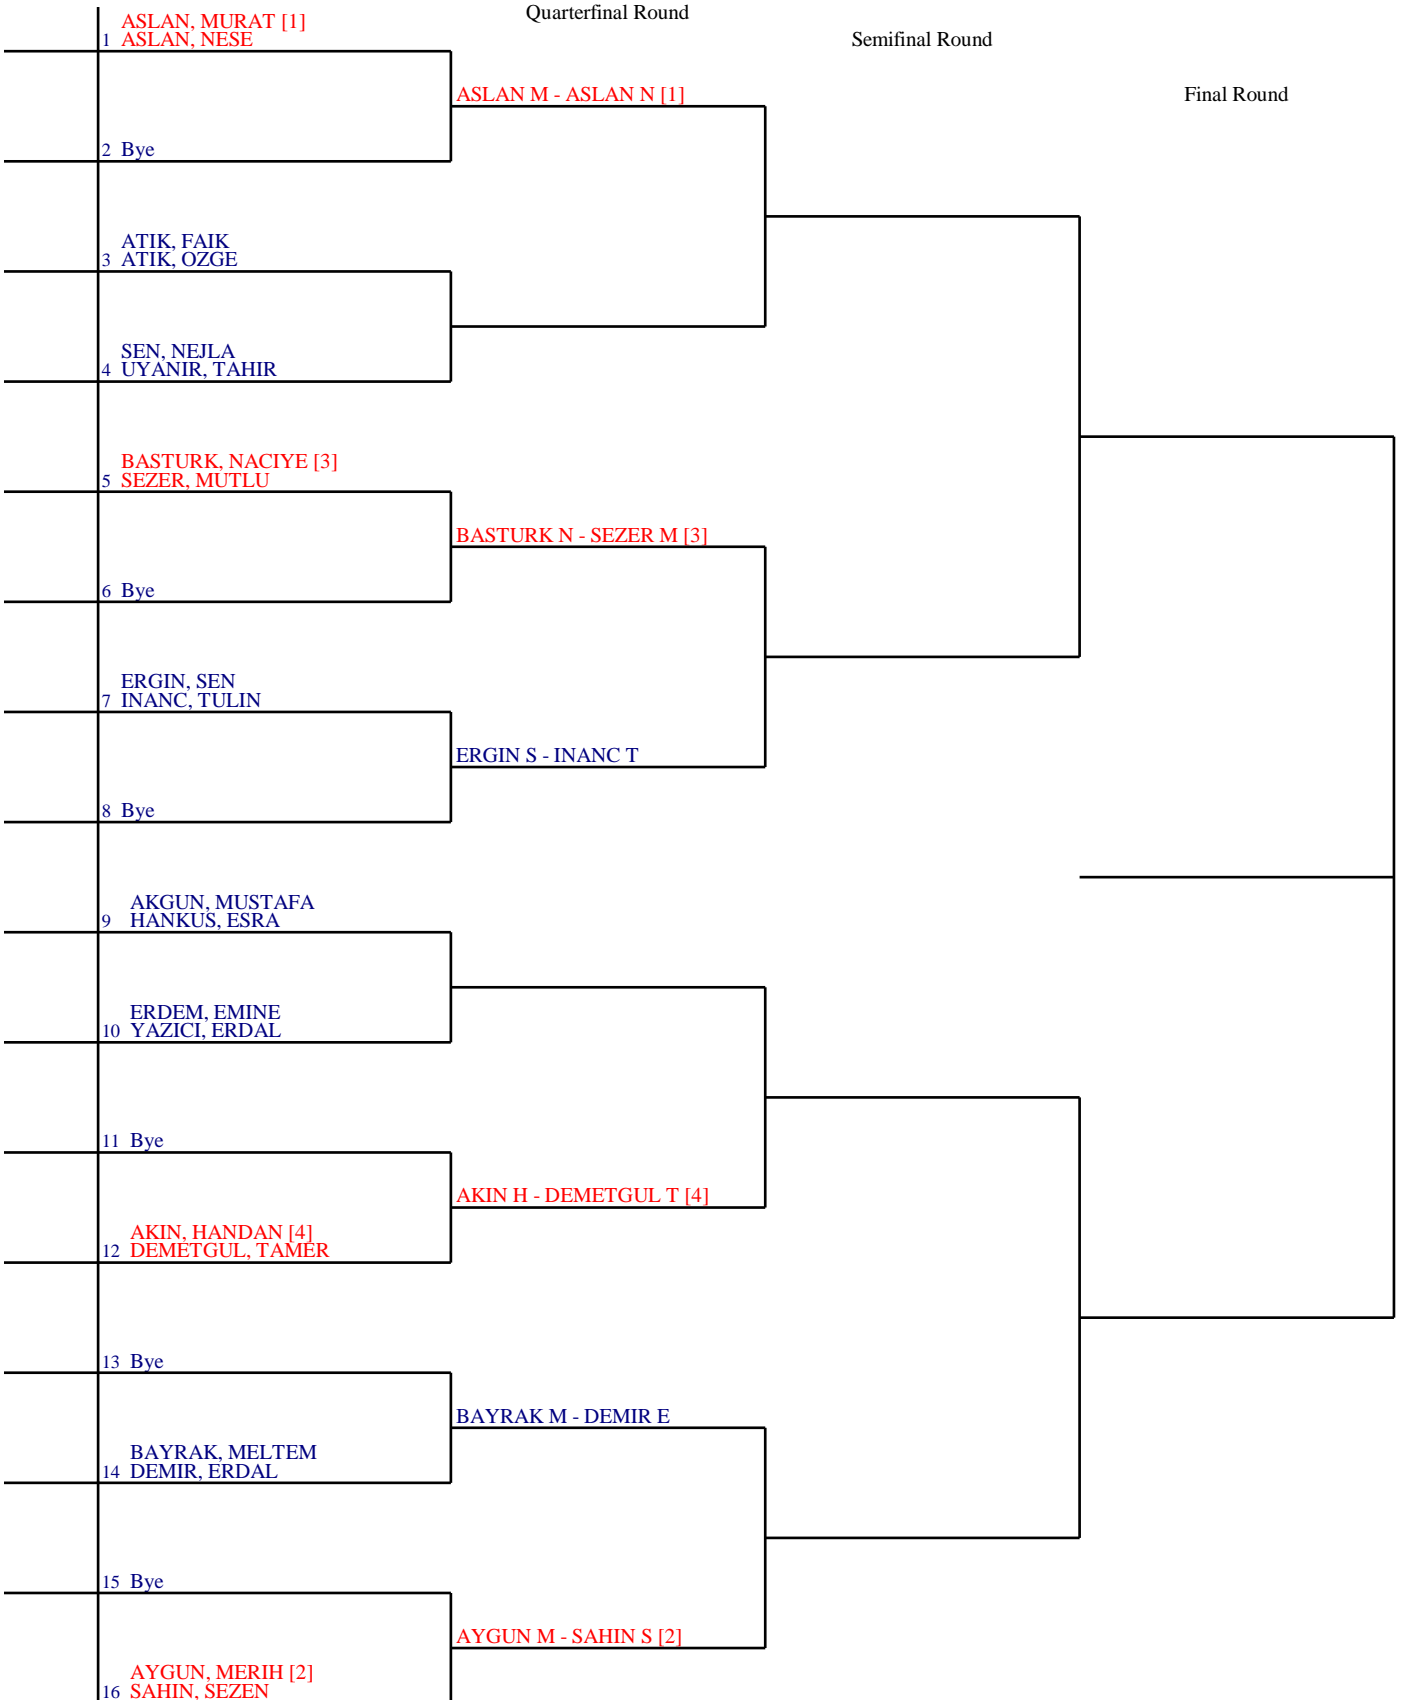 Quarterfinal Round
Semifinal Round
Final Round
ASLAN, MURAT [1]
1 ASLAN, NESE
ASLAN M - ASLAN N [1]
2 Bye
ATIK, FAIK
3 ATIK, OZGE
SEN, NEJLA
4 UYANIR, TAHIR
BASTURK, NACIYE [3]
5 SEZER, MUTLU
BASTURK N - SEZER M [3]
6 Bye
ERGIN, SEN
7 INANC, TULIN
ERGIN S - INANC T
8 Bye
AKGUN, MUSTAFA
9 HANKUS, ESRA
ERDEM, EMINE
10 YAZICI, ERDAL
11 Bye
AKIN H - DEMETGUL T [4]
AKIN, HANDAN [4]
12 DEMETGUL, TAMER
13 Bye
BAYRAK M - DEMIR E
BAYRAK, MELTEM
14 DEMIR, ERDAL
15 Bye
AYGUN M - SAHIN S [2]
AYGUN, MERIH [2]
16 SAHIN, SEZEN